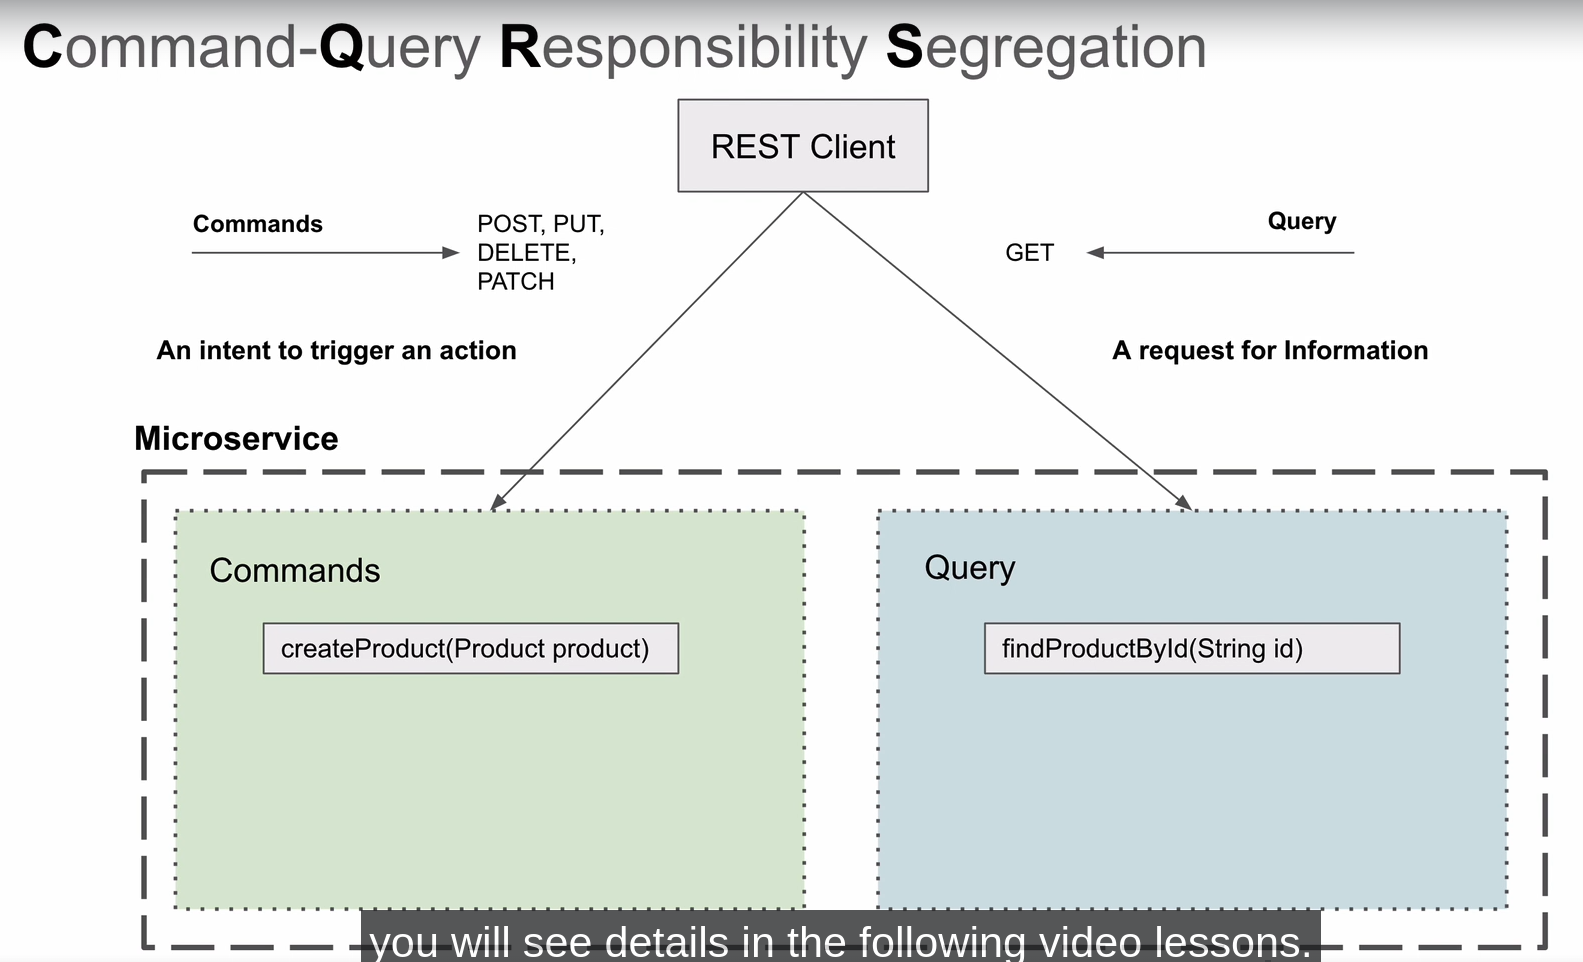 Command-Query Responsibility Segregation
REST Client
Commands
POST, PUT,
DELETE,
PATCH
GET
Query
An intent to trigger an action
A request for Information
Microservice
Commands
createProduct(Product product)
Query
findProductById(String id)
you will see details in the following video lessons.